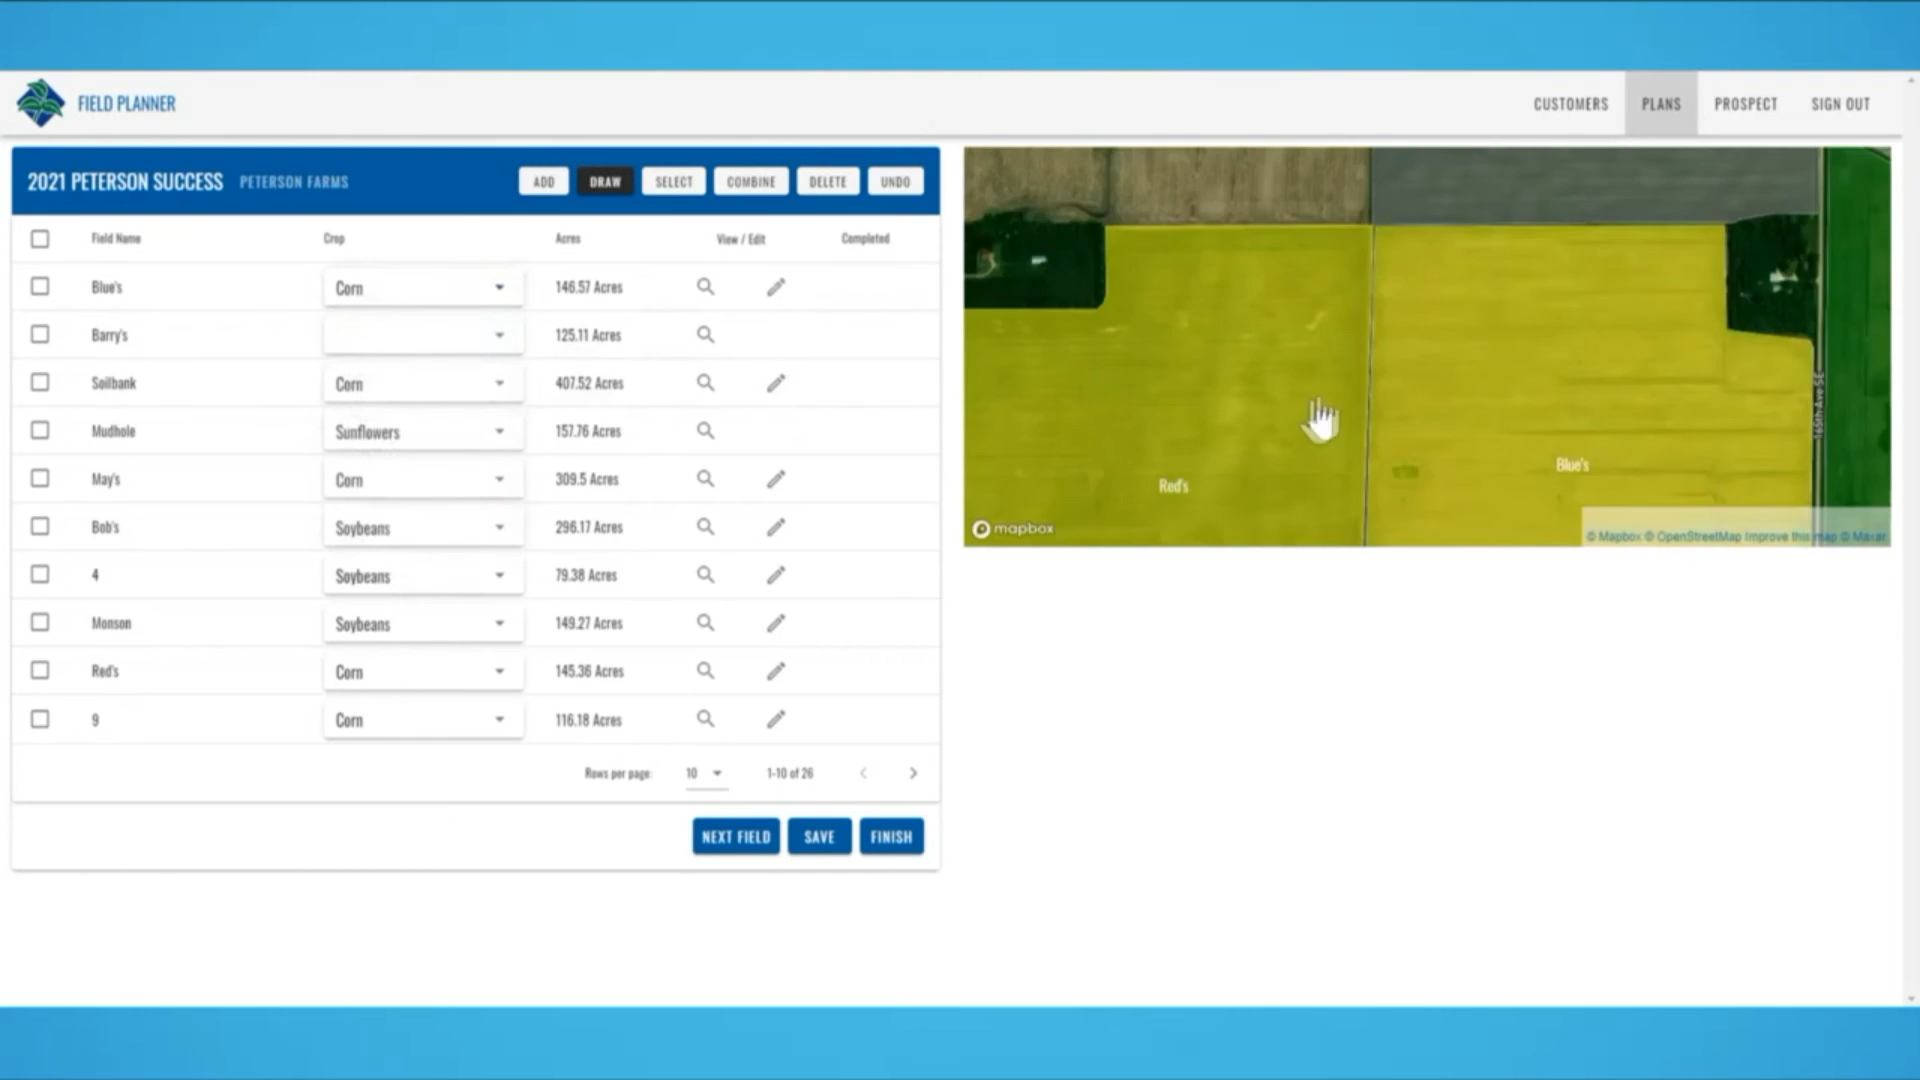 FIELD PLANNER
CUSTOMERS PLANS PROSPECT SIGN OUT
2021 PETERSON SUCCESS PETERSON FARMS ADD DRAW SELECT COMBINE DELETE UNDO
Field Name Crop Acres View / Edit Completed
Blue's Corn 146.57 Acres
Barry's 125.11 Acres
Soilbank Corn 407.52 Acres
Mudhole Sunflowers 157.76 Acres
May's Corn 309.5 Acres
Bob's Soybeans 296.17 Acres
4 Soybeans 79.38 Acres
Monson Soybeans 149.27 Acres
Red's Corn 145.36 Acres
9 Corn 116.18 Acres
Rows per page: 10 1-10 of 26
NEXT FIELD SAVE FINISH
165th Ave SE
Blue's
Red's
mapbox
© Mapbox © OpenStreetMap Improve this map © Maxar